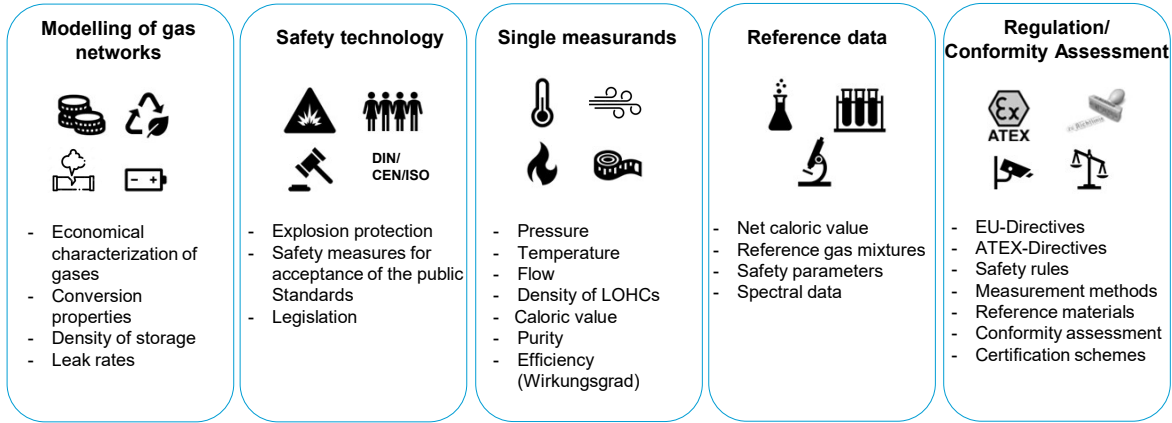 Modelling of gas
networks
- Economical
characterization of
gases
- Conversion
properties
- Density of storage
- Leak rates
Safety technology
DIN/
CEN/ISO
- Explosion protection
- Safety measures for
acceptance of the public
Standards
- Legislation
Single measurands
- Pressure
- Temperature
- Flow
- Density of LOHCs
- Caloric value
- Purity
- Efficiency
(Wirkungsgrad)
Reference data
- Net caloric value
- Reference gas mixtures
- Safety parameters
- Spectral data
Regulation/
Conformity Assessment
εx
ATEX
- EU-Directives
- ATEX-Directives
- Safety rules
- Measurement methods
- Reference materials
- Conformity assessment
- Certification schemes